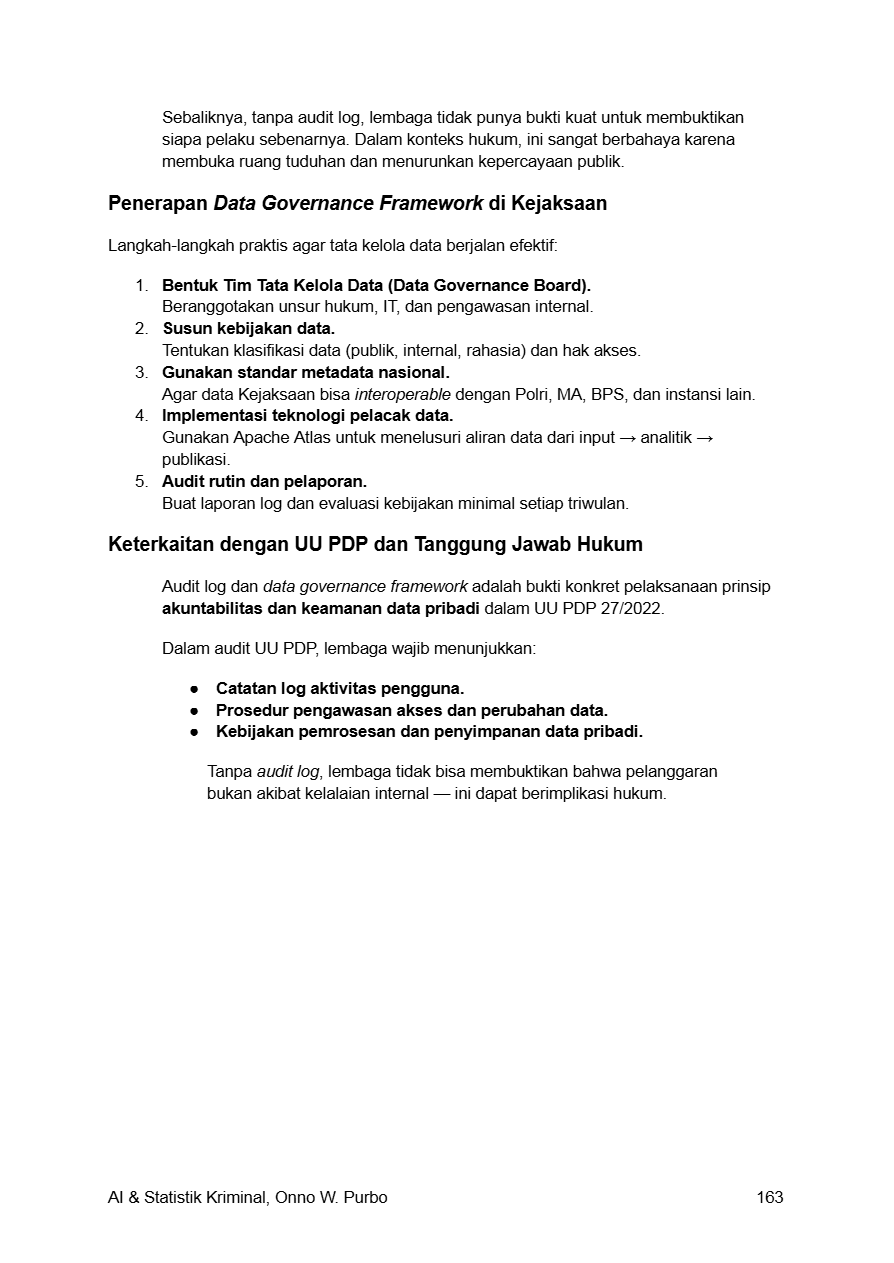 Sebaliknya, tanpa audit log, lembaga tidak punya bukti kuat untuk membuktikan
siapa pelaku sebenarnya. Dalam konteks hukum, ini sangat berbahaya karena
membuka ruang tuduhan dan menurunkan kepercayaan publik.
Penerapan Data Governance Framework di Kejaksaan
Langkah-langkah praktis agar tata kelola data berjalan efektif:
1. Bentuk Tim Tata Kelola Data (Data Governance Board).
Beranggotakan unsur hukum, IT, dan pengawasan internal.
2. Susun kebijakan data.
Tentukan klasifikasi data (publik, internal, rahasia) dan hak akses.
3. Gunakan standar metadata nasional.
Agar data Kejaksaan bisa interoperable dengan Polri, MA, BPS, dan instansi lain.
4. Implementasi teknologi pelacak data.
Gunakan Apache Atlas untuk menelusuri aliran data dari input → analitik →
publikasi.
5. Audit rutin dan pelaporan.
Buat laporan log dan evaluasi kebijakan minimal setiap triwulan.
Keterkaitan dengan UU PDP dan Tanggung Jawab Hukum
Audit log dan data governance framework adalah bukti konkret pelaksanaan prinsip
akuntabilitas dan keamanan data pribadi dalam UU PDP 27/2022.
Dalam audit UU PDP, lembaga wajib menunjukkan:
● Catatan log aktivitas pengguna.
● Prosedur pengawasan akses dan perubahan data.
● Kebijakan pemrosesan dan penyimpanan data pribadi.
Tanpa audit log, lembaga tidak bisa membuktikan bahwa pelanggaran
bukan akibat kelalaian internal — ini dapat berimplikasi hukum.
AI & Statistik Kriminal, Onno W. Purbo 163